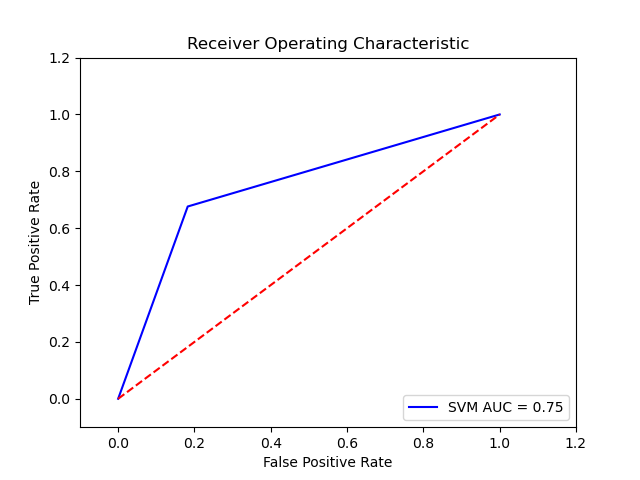 Receiver Operating Characteristic
1.2
1.0
0.8
0.6
0.4
0.2
0.0
True Positive Rate
SVM AUC = 0.75
0.0 0.2 0.4 0.6 0.8 1.0 1.2
False Positive Rate